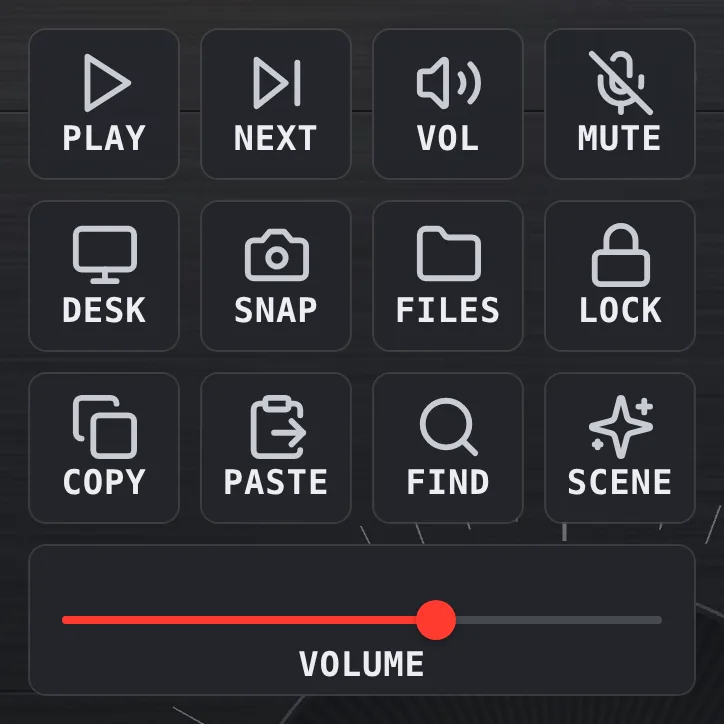 PLAY
NEXT
VOL
MUTE
DESK
SNAP
FILES
LOCK
COPY
PASTE
FIND
SCENE
VOLUME